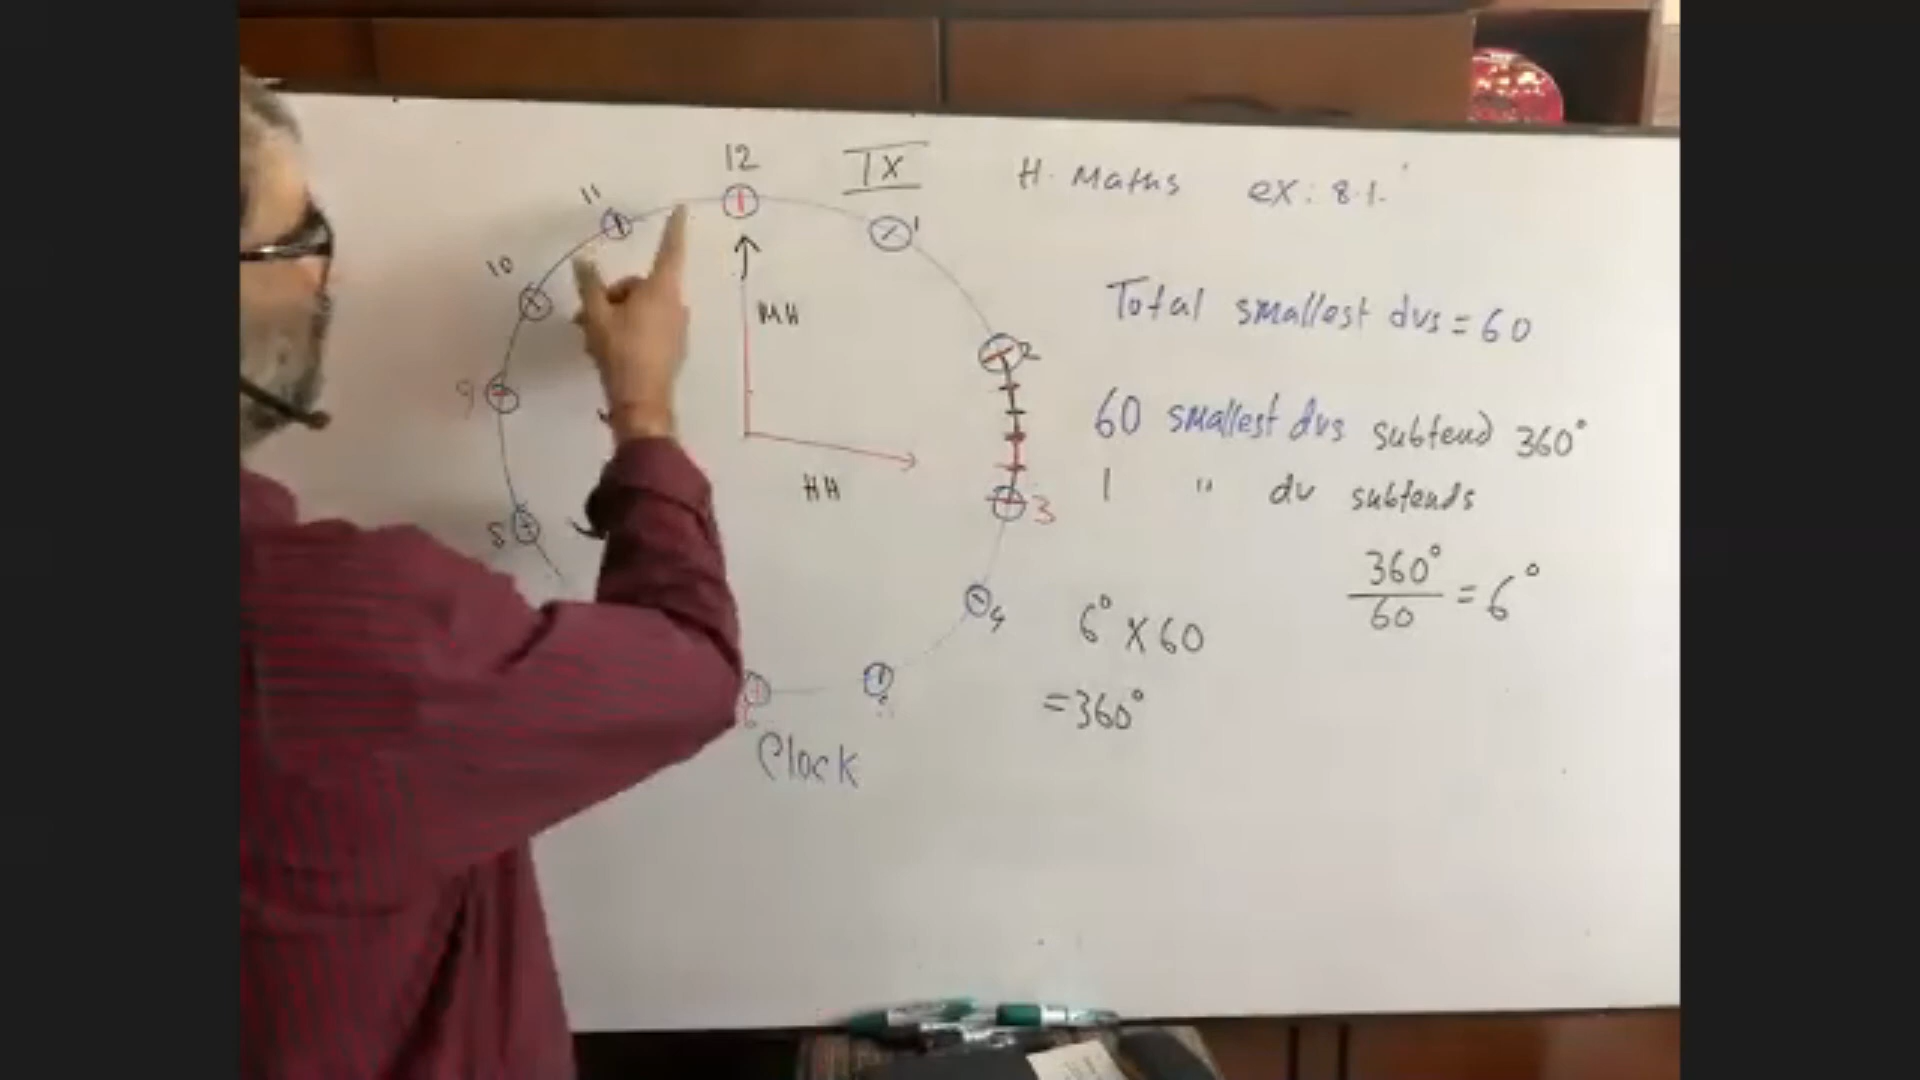 IX H. Maths ex: 8.1.
12
11
1
10
2
9
3
8
4
MH
HH
Clock
Total smallest dvs = 60
60 smallest dvs subtend 360°
1 " dv subtends
360°/60 = 6°
6° X 60
= 360°